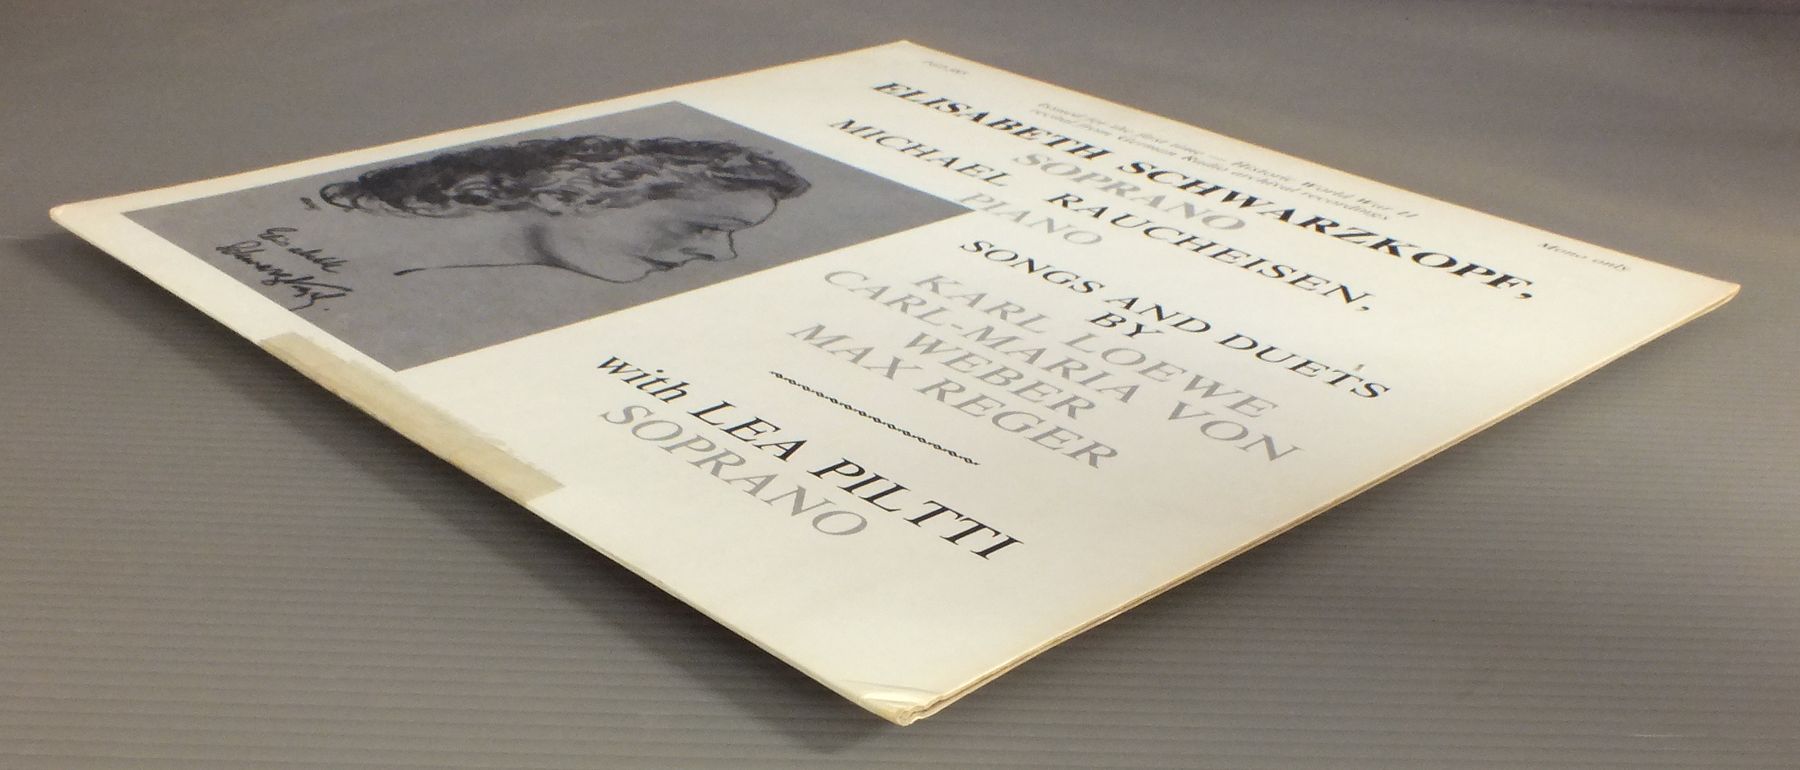 Issued for the first time — Historic World War II
recital from German Radio archival recordings
Mono only
ELISABETH SCHWARZKOPF,
SOPRANO
MICHAEL RAUCHEISEN,
PIANO
SONGS AND DUETS
BY
KARL LOEWE
CARL-MARIA VON
WEBER
MAX REGER
with LEA PILTTI
SOPRANO
Elisabeth
Schwarzkopf.